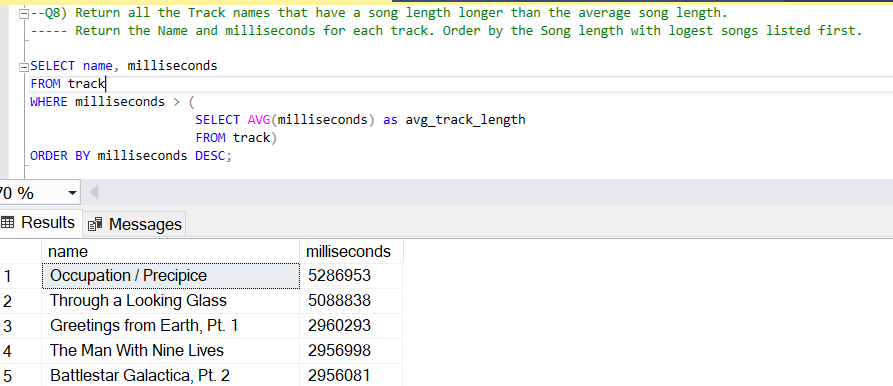 --Q8) Return all the Track names that have a song length longer than the average song length.
----- Return the Name and milliseconds for each track. Order by the Song length with logest songs listed first.
SELECT name, milliseconds
FROM track
WHERE milliseconds > (
SELECT AVG(milliseconds) as avg_track_length
FROM track)
ORDER BY milliseconds DESC;
70 %
Results Messages
name milliseconds
1 Occupation / Precipice 5286953
2 Through a Looking Glass 5088838
3 Greetings from Earth, Pt. 1 2960293
4 The Man With Nine Lives 2956998
5 Battlestar Galactica, Pt. 2 2956081